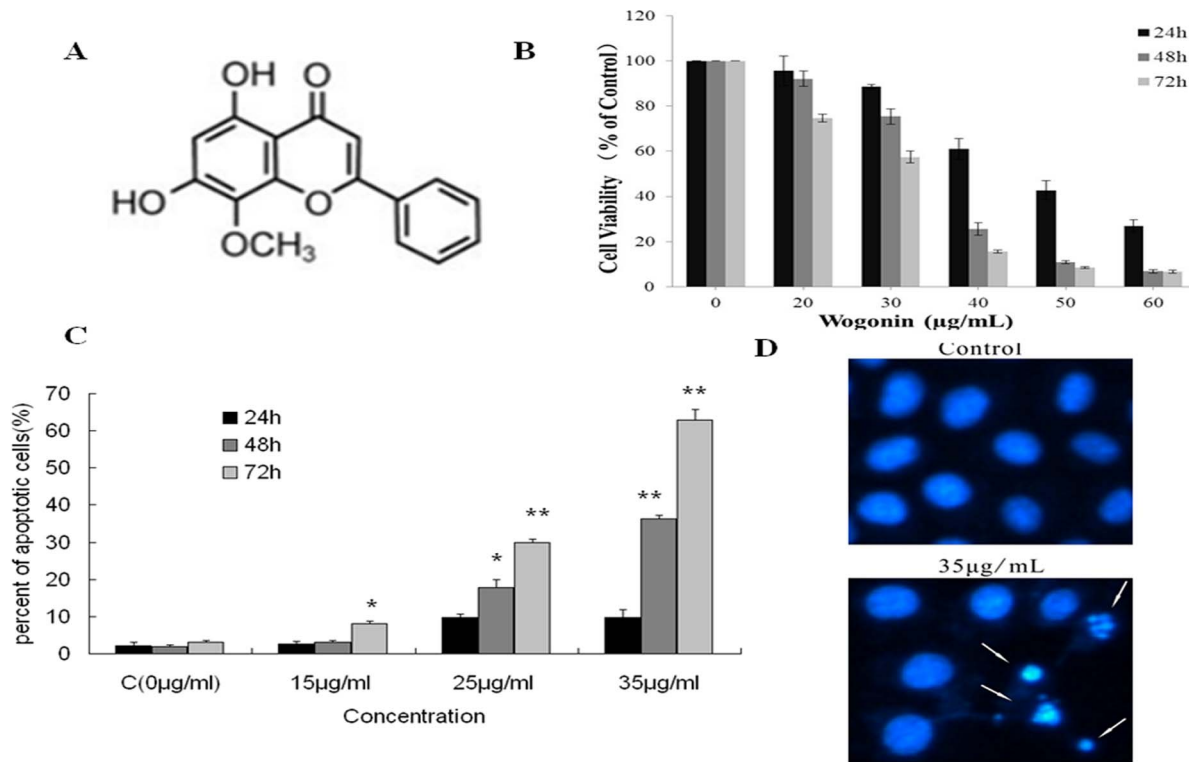 A
OH
O
HO
O
OCH3
B
Cell Viability (% of Control)
120
100
80
60
40
20
0
24h
48h
72h
0 20 30 40 50 60
Wogonin (μg/mL)
C
percent of apoptotic cells(%)
70
60
50
40
30
20
10
0
24h
48h
72h
*
* **
** **
C(0μg/ml) 15μg/ml 25μg/ml 35μg/ml
Concentration
D
Control
35μg/mL